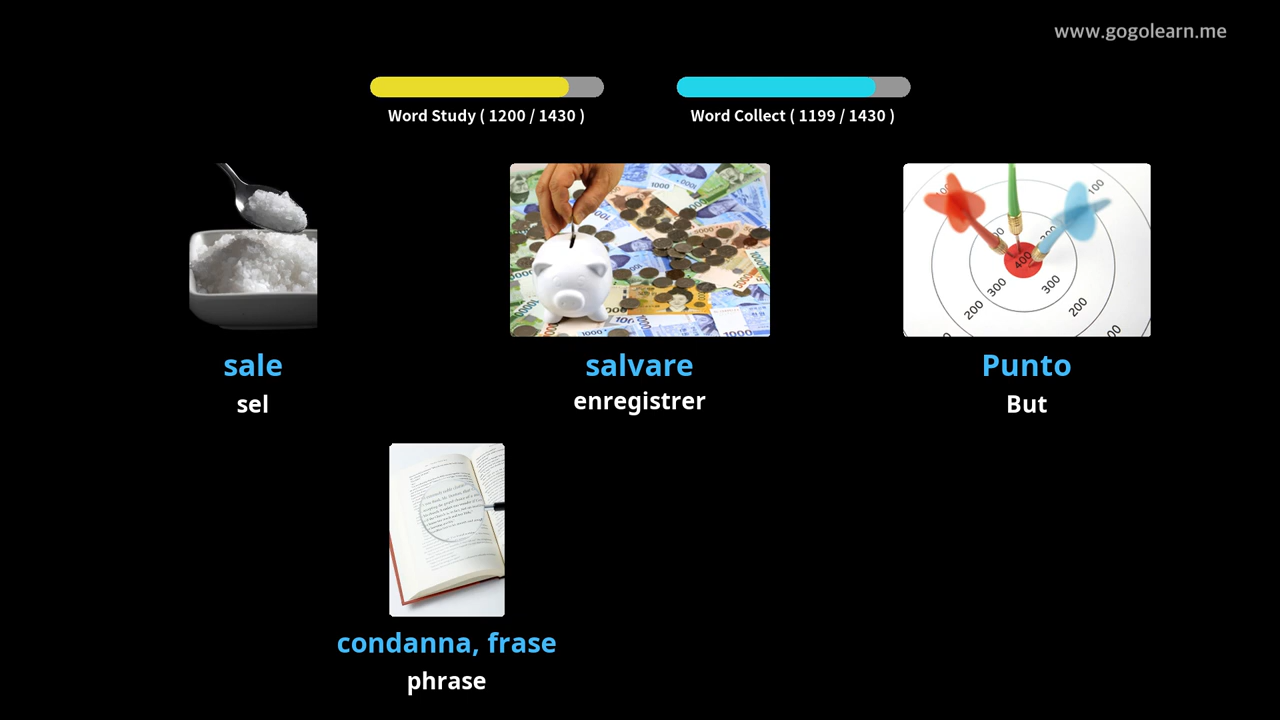 www.gogolearn.me
Word Study ( 1200 / 1430 )
Word Collect ( 1199 / 1430 )
sale
sel
salvare
enregistrer
Punto
But
condanna, frase
phrase